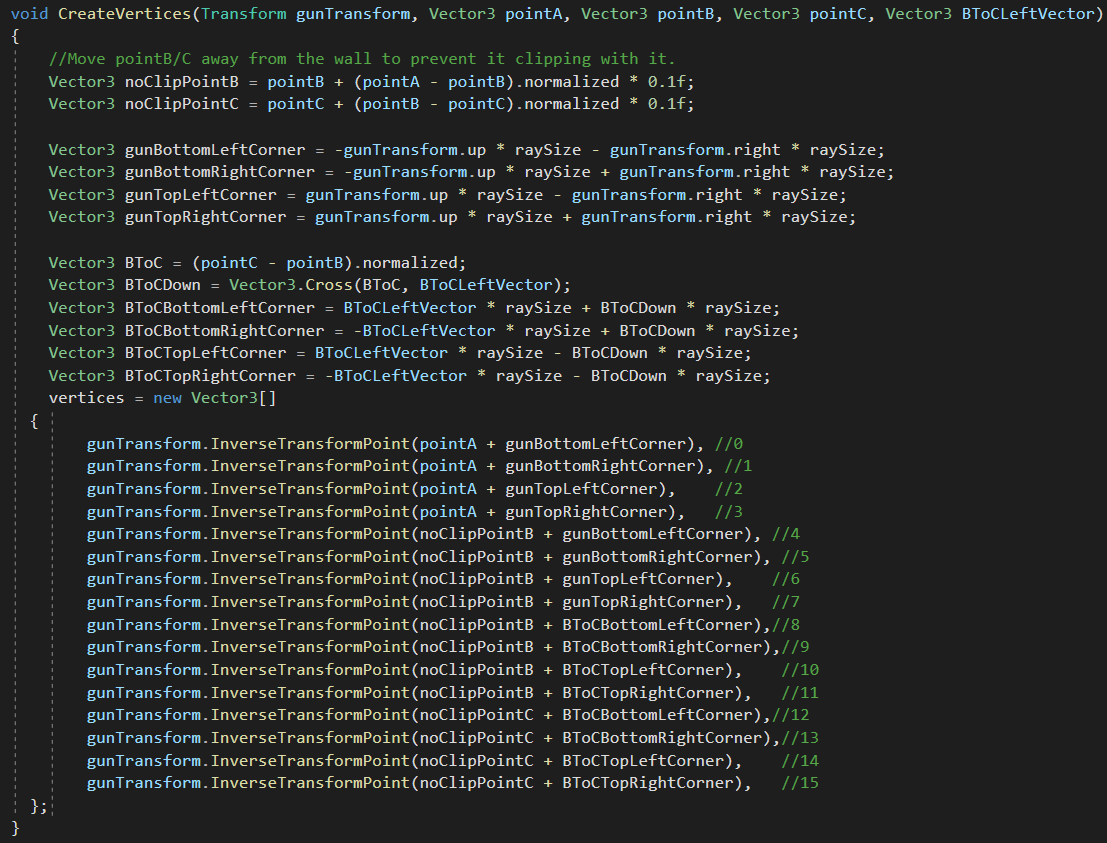 void CreateVertices(Transform gunTransform, Vector3 pointA, Vector3 pointB, Vector3 pointC, Vector3 BToCLeftVector)
{
//Move pointB/C away from the wall to prevent it clipping with it.
Vector3 noClipPointB = pointB + (pointA - pointB).normalized * 0.1f;
Vector3 noClipPointC = pointC + (pointB - pointC).normalized * 0.1f;
Vector3 gunBottomLeftCorner = -gunTransform.up * raySize - gunTransform.right * raySize;
Vector3 gunBottomRightCorner = -gunTransform.up * raySize + gunTransform.right * raySize;
Vector3 gunTopLeftCorner = gunTransform.up * raySize - gunTransform.right * raySize;
Vector3 gunTopRightCorner = gunTransform.up * raySize + gunTransform.right * raySize;
Vector3 BToC = (pointC - pointB).normalized;
Vector3 BToCDown = Vector3.Cross(BToC, BToCLeftVector);
Vector3 BToCBottomLeftCorner = BToCLeftVector * raySize + BToCDown * raySize;
Vector3 BToCBottomRightCorner = -BToCLeftVector * raySize + BToCDown * raySize;
Vector3 BToCTopLeftCorner = BToCLeftVector * raySize - BToCDown * raySize;
Vector3 BToCTopRightCorner = -BToCLeftVector * raySize - BToCDown * raySize;
vertices = new Vector3[]
{
gunTransform.InverseTransformPoint(pointA + gunBottomLeftCorner), //0
gunTransform.InverseTransformPoint(pointA + gunBottomRightCorner), //1
gunTransform.InverseTransformPoint(pointA + gunTopLeftCorner), //2
gunTransform.InverseTransformPoint(pointA + gunTopRightCorner), //3
gunTransform.InverseTransformPoint(noClipPointB + gunBottomLeftCorner), //4
gunTransform.InverseTransformPoint(noClipPointB + gunBottomRightCorner), //5
gunTransform.InverseTransformPoint(noClipPointB + gunTopLeftCorner), //6
gunTransform.InverseTransformPoint(noClipPointB + gunTopRightCorner), //7
gunTransform.InverseTransformPoint(noClipPointB + BToCBottomLeftCorner),//8
gunTransform.InverseTransformPoint(noClipPointB + BToCBottomRightCorner),//9
gunTransform.InverseTransformPoint(noClipPointB + BToCTopLeftCorner), //10
gunTransform.InverseTransformPoint(noClipPointB + BToCTopRightCorner), //11
gunTransform.InverseTransformPoint(noClipPointC + BToCBottomLeftCorner),//12
gunTransform.InverseTransformPoint(noClipPointC + BToCBottomRightCorner),//13
gunTransform.InverseTransformPoint(noClipPointC + BToCTopLeftCorner), //14
gunTransform.InverseTransformPoint(noClipPointC + BToCTopRightCorner), //15
};
}